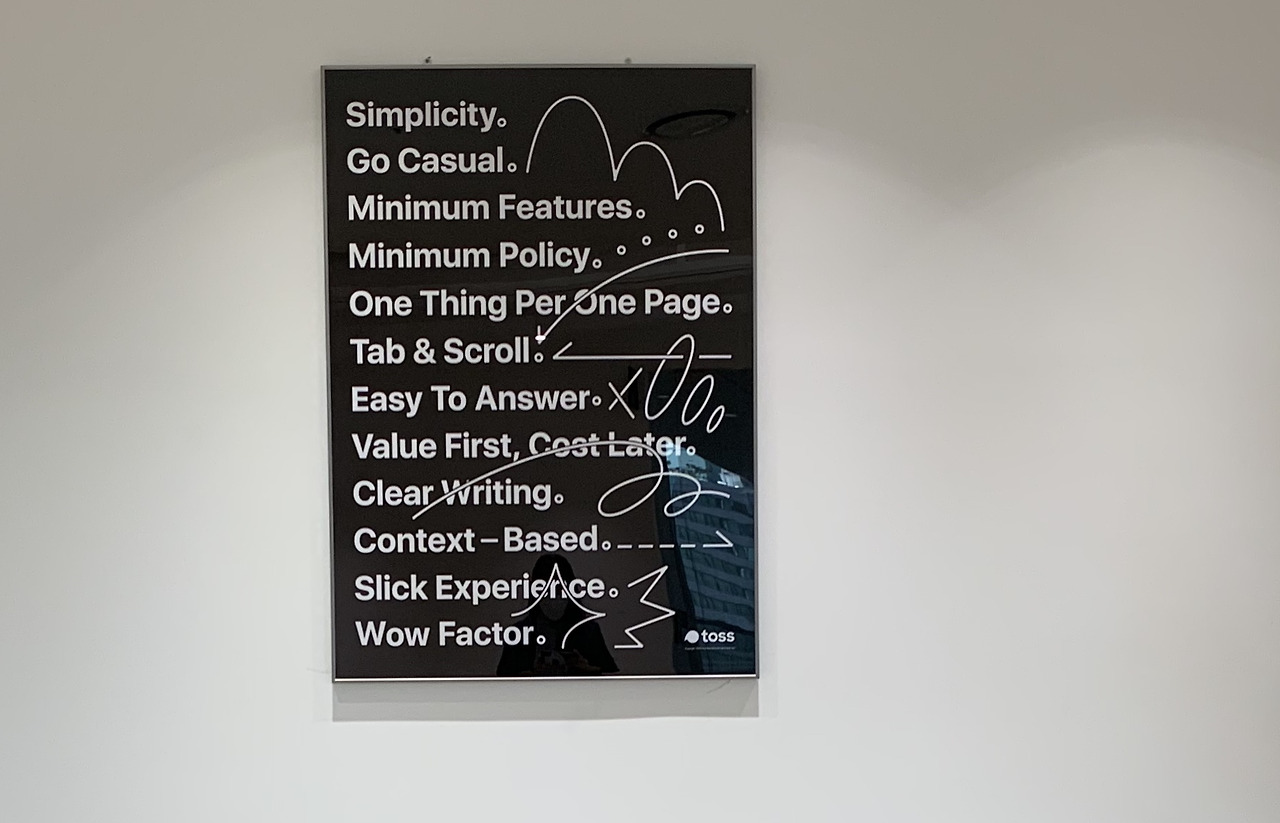 Simplicity.
Go Casual.
Minimum Features.
Minimum Policy.
One Thing Per One Page.
Tab & Scroll.
Easy To Answer.
Value First, Cost Later.
Clear Writing.
Context–Based.
Slick Experience.
Wow Factor.
toss